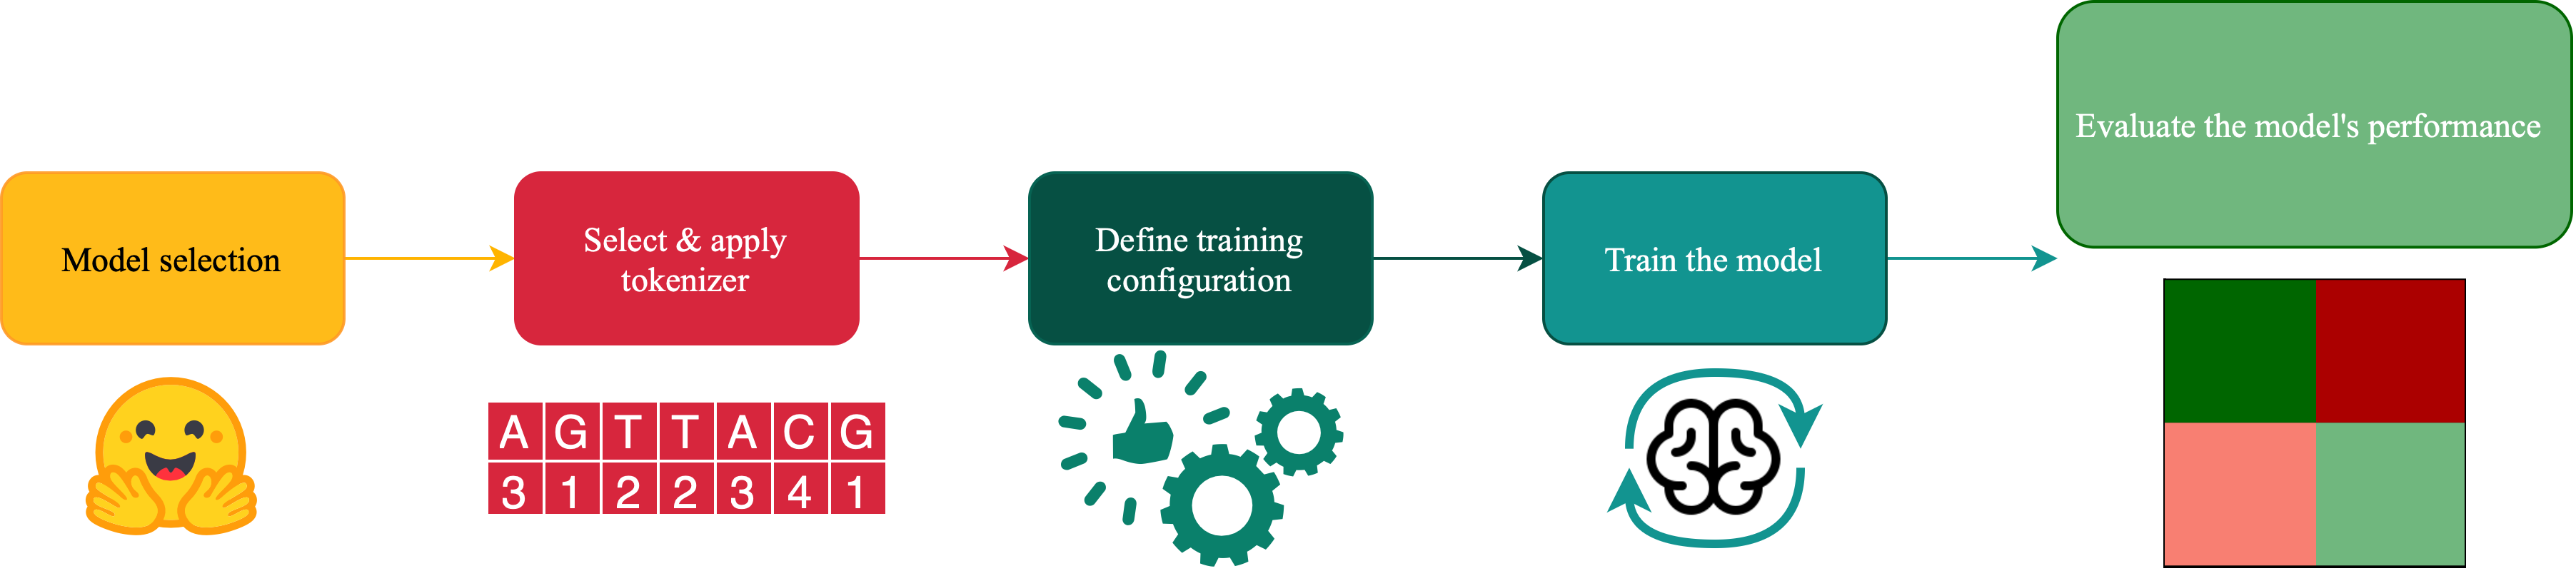 Model selection
Select & apply
tokenizer
Define training
configuration
Train the model
Evaluate the model's performance
A G T T A C G
3 1 2 2 3 4 1